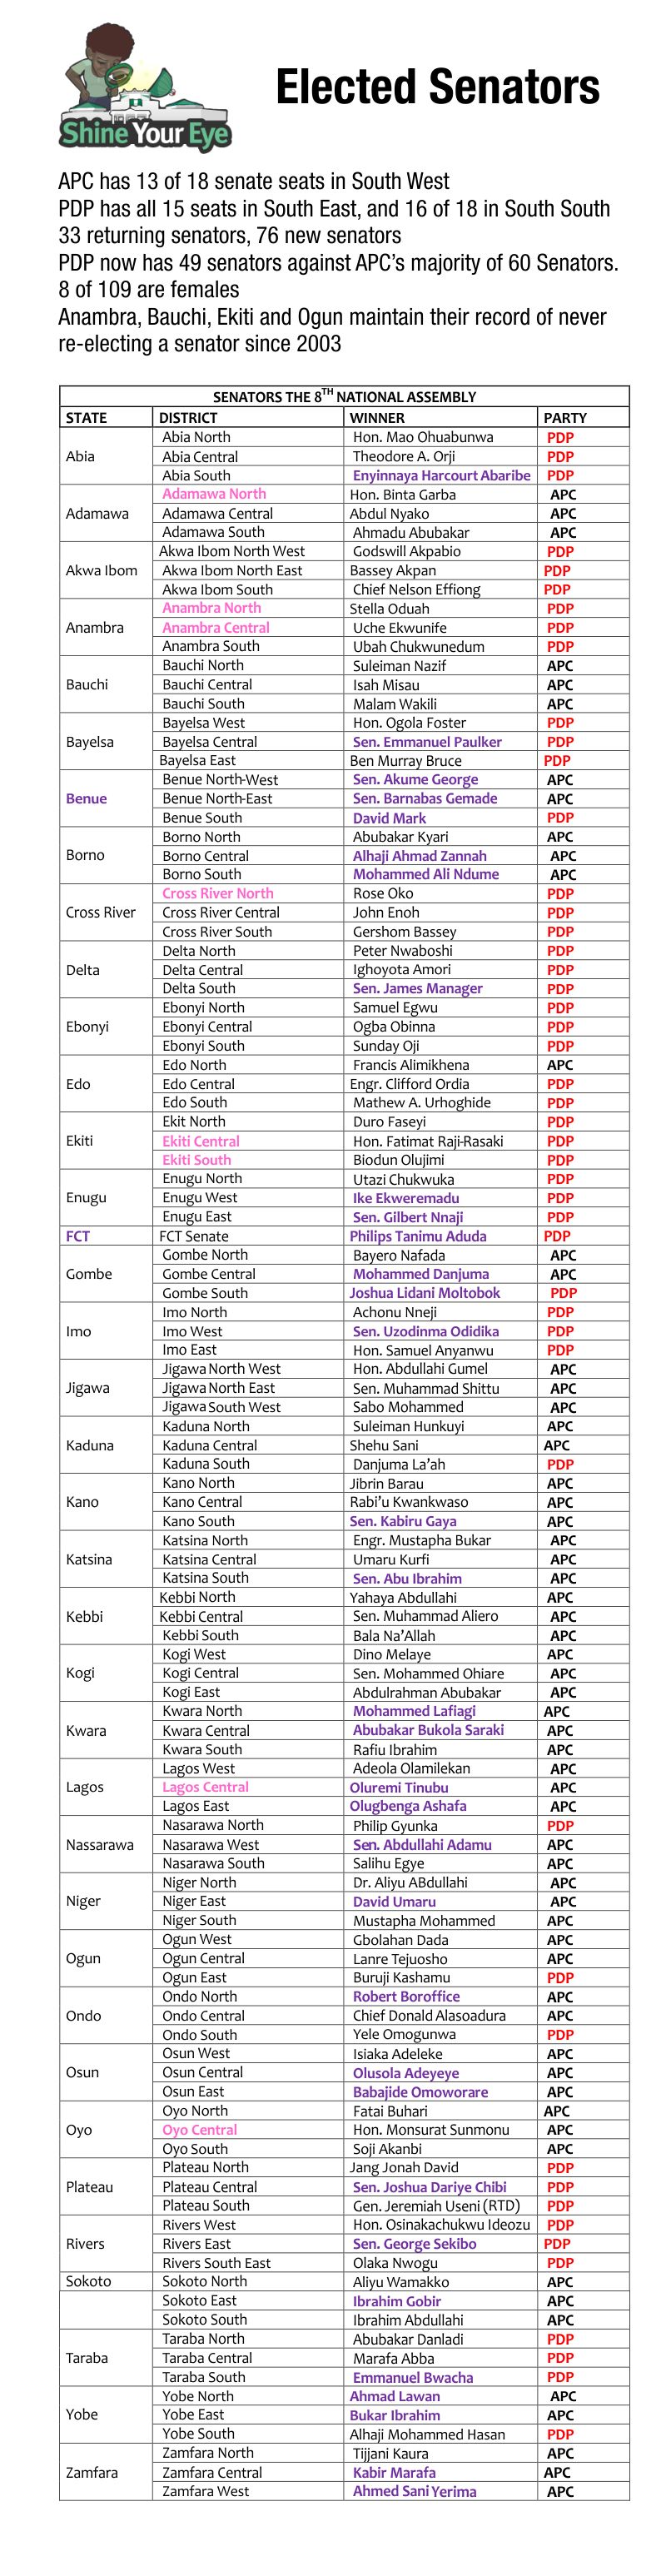 Shine Your Eye
Elected Senators
APC has 13 of 18 senate seats in South West
PDP has all 15 seats in South East, and 16 of 18 in South South
33 returning senators, 76 new senators
PDP now has 49 senators against APC's majority of 60 Senators.
8 of 109 are females
Anambra, Bauchi, Ekiti and Ogun maintain their record of never
re-electing a senator since 2003
SENATORS THE 8TH NATIONAL ASSEMBLY
STATE DISTRICT WINNER PARTY
Abia North Hon. Mao Ohuabunwa PDP
Abia Abia Central Theodore A. Orji PDP
Abia South Enyinnaya Harcourt Abaribe PDP
Adamawa North Hon. Binta Garba APC
Adamawa Adamawa Central Abdul Nyako APC
Adamawa South Ahmadu Abubakar APC
Akwa Ibom North West Godswill Akpabio PDP
Akwa Ibom Akwa Ibom North East Bassey Akpan PDP
Akwa Ibom South Chief Nelson Effiong PDP
Anambra North Stella Oduah PDP
Anambra Anambra Central Uche Ekwunife PDP
Anambra South Ubah Chukwunedum PDP
Bauchi North Suleiman Nazif APC
Bauchi Bauchi Central Isah Misau APC
Bauchi South Malam Wakili APC
Bayelsa West Hon. Ogola Foster PDP
Bayelsa Bayelsa Central Sen. Emmanuel Paulker PDP
Bayelsa East Ben Murray Bruce PDP
Benue North-West Sen. Akume George APC
Benue Benue North-East Sen. Barnabas Gemade APC
Benue South David Mark PDP
Borno North Abubakar Kyari APC
Borno Borno Central Alhaji Ahmad Zannah APC
Borno South Mohammed Ali Ndume APC
Cross River North Rose Oko PDP
Cross River Cross River Central John Enoh PDP
Cross River South Gershom Bassey PDP
Delta North Peter Nwaboshi PDP
Delta Delta Central Ighoyota Amori PDP
Delta South Sen. James Manager PDP
Ebonyi North Samuel Egwu PDP
Ebonyi Ebonyi Central Ogba Obinna PDP
Ebonyi South Sunday Oji PDP
Edo North Francis Alimikhena APC
Edo Edo Central Engr. Clifford Ordia PDP
Edo South Mathew A. Urhoghide PDP
Ekit North Duro Faseyi PDP
Ekiti Ekiti Central Hon. Fatimat Raji-Rasaki PDP
Ekiti South Biodun Olujimi PDP
Enugu North Utazi Chukwuka PDP
Enugu Enugu West Ike Ekweremadu PDP
Enugu East Sen. Gilbert Nnaji PDP
FCT FCT Senate Philips Tanimu Aduda PDP
Gombe North Bayero Nafada APC
Gombe Gombe Central Mohammed Danjuma APC
Gombe South Joshua Lidani Moltobok PDP
Imo North Achonu Nneji PDP
Imo Imo West Sen. Uzodinma Odidika PDP
Imo East Hon. Samuel Anyanwu PDP
Jigawa North West Hon. Abdullahi Gumel APC
Jigawa Jigawa North East Sen. Muhammad Shittu APC
Jigawa South West Sabo Mohammed APC
Kaduna North Suleiman Hunkuyi APC
Kaduna Kaduna Central Shehu Sani APC
Kaduna South Danjuma La'ah PDP
Kano North Jibrin Barau APC
Kano Kano Central Rabi'u Kwankwaso APC
Kano South Sen. Kabiru Gaya APC
Katsina North Engr. Mustapha Bukar APC
Katsina Katsina Central Umaru Kurfi APC
Katsina South Sen. Abu Ibrahim APC
Kebbi North Yahaya Abdullahi APC
Kebbi Kebbi Central Sen. Muhammad Aliero APC
Kebbi South Bala Na'Allah APC
Kogi West Dino Melaye APC
Kogi Kogi Central Sen. Mohammed Ohiare APC
Kogi East Abdulrahman Abubakar APC
Kwara North Mohammed Lafiagi APC
Kwara Kwara Central Abubakar Bukola Saraki APC
Kwara South Rafiu Ibrahim APC
Lagos West Adeola Olamilekan APC
Lagos Lagos Central Oluremi Tinubu APC
Lagos East Olugbenga Ashafa APC
Nasarawa North Philip Gyunka PDP
Nassarawa Nasarawa West Sen. Abdullahi Adamu APC
Nasarawa South Salihu Egye APC
Niger North Dr. Aliyu ABdullahi APC
Niger Niger East David Umaru APC
Niger South Mustapha Mohammed APC
Ogun West Gbolahan Dada APC
Ogun Ogun Central Lanre Tejuosho APC
Ogun East Buruji Kashamu PDP
Ondo North Robert Boroffice APC
Ondo Ondo Central Chief Donald Alasoadura APC
Ondo South Yele Omogunwa PDP
Osun West Isiaka Adeleke APC
Osun Osun Central Olusola Adeyeye APC
Osun East Babajide Omoworare APC
Oyo North Fatai Buhari APC
Oyo Oyo Central Hon. Monsurat Sunmonu APC
Oyo South Soji Akanbi APC
Plateau North Jang Jonah David PDP
Plateau Plateau Central Sen. Joshua Dariye Chibi PDP
Plateau South Gen. Jeremiah Useni (RTD) PDP
Rivers West Hon. Osinakachukwu Ideozu PDP
Rivers Rivers East Sen. George Sekibo PDP
Rivers South East Olaka Nwogu PDP
Sokoto Sokoto North Aliyu Wamakko APC
Sokoto East Ibrahim Gobir APC
Sokoto South Ibrahim Abdullahi APC
Taraba North Abubakar Danladi PDP
Taraba Taraba Central Marafa Abba PDP
Taraba South Emmanuel Bwacha PDP
Yobe North Ahmad Lawan APC
Yobe Yobe East Bukar Ibrahim APC
Yobe South Alhaji Mohammed Hasan PDP
Zamfara North Tijjani Kaura APC
Zamfara Zamfara Central Kabir Marafa APC
Zamfara West Ahmed Sani Yerima APC